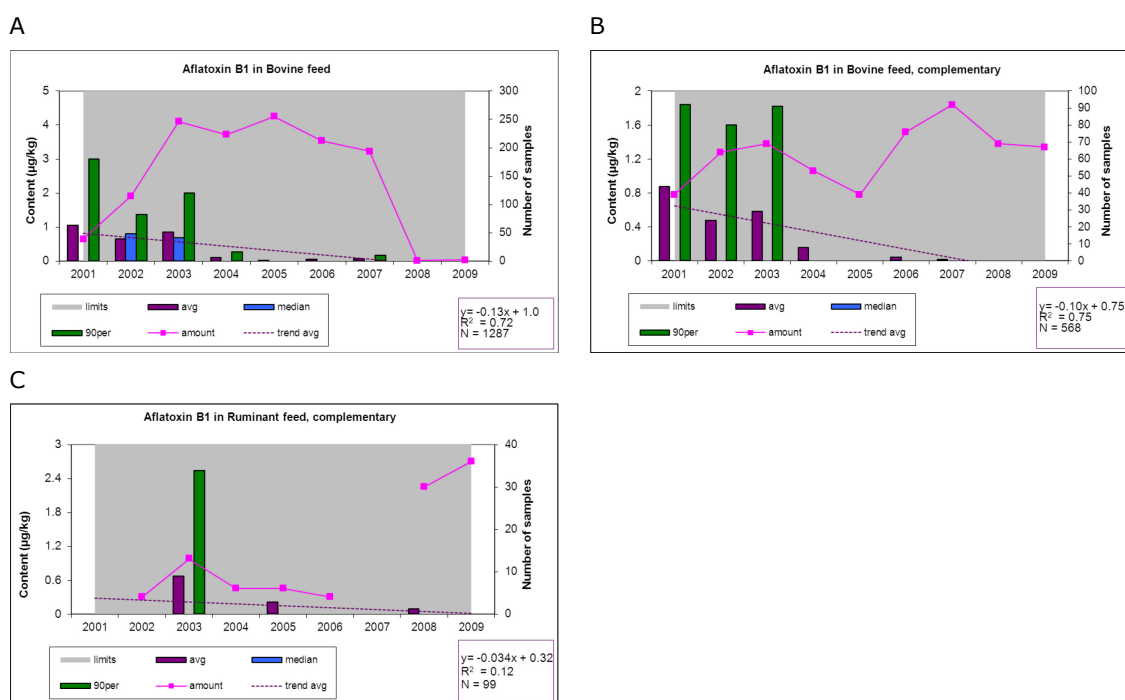 A
Aflatoxin B1 in Bovine feed
5
4
3
2
1
0
Content (µg/kg)
300
250
200
150
100
50
0
Number of samples
2001 2002 2003 2004 2005 2006 2007 2008 2009
limits avg median
90per amount trend avg
y= -0.13x + 1.0
R² = 0.72
N = 1287
B
Aflatoxin B1 in Bovine feed, complementary
2
1.6
1.2
0.8
0.4
0
Content (µg/kg)
100
90
80
70
60
50
40
30
20
10
0
Number of samples
2001 2002 2003 2004 2005 2006 2007 2008 2009
limits avg median
90per amount trend avg
y= -0.10x + 0.75
R² = 0.75
N = 568
C
Aflatoxin B1 in Ruminant feed, complementary
3
2.4
1.8
1.2
0.6
0
Content (µg/kg)
40
30
20
10
0
Number of samples
2001 2002 2003 2004 2005 2006 2007 2008 2009
limits avg median
90per amount trend avg
y= -0.034x + 0.32
R² = 0.12
N = 99